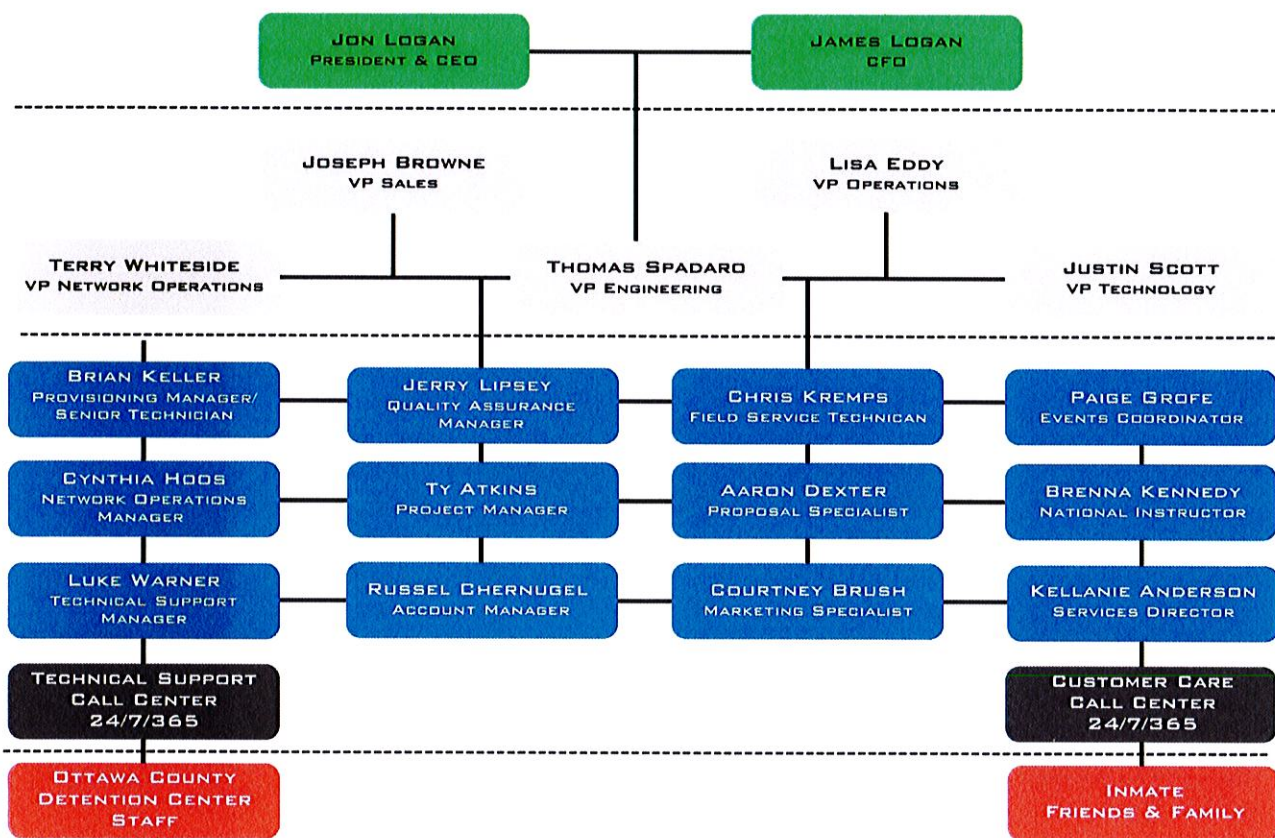 JON LOGAN
PRESIDENT & CEO
JAMES LOGAN
CFO
JOSEPH BROWNE
VP SALES
LISA EDDY
VP OPERATIONS
TERRY WHITESIDE
VP NETWORK OPERATIONS
THOMAS SPADARO
VP ENGINEERING
JUSTIN SCOTT
VP TECHNOLOGY
BRIAN KELLER
PROVISIONING MANAGER/
SENIOR TECHNICIAN
JERRY LIPSEY
QUALITY ASSURANCE
MANAGER
CHRIS KREMPS
FIELD SERVICE TECHNICAN
PAIGE GROFE
EVENTS COORDINATOR
CYNTHIA HOOS
NETWORK OPERATIONS
MANAGER
TY ATKINS
PROJECT MANAGER
AARON DEXTER
PROPOSAL SPECIALIST
BRENNA KENNEDY
NATIONAL INSTRUCTOR
LUKE WARNER
TECHNICAL SUPPORT
MANAGER
RUSSEL CHERNUGEL
ACCOUNT MANAGER
COURTNEY BRUSH
MARKETING SPECIALIST
KELLANIE ANDERSON
SERVICES DIRECTOR
TECHNICAL SUPPORT
CALL CENTER
24/7/365
CUSTOMER CARE
CALL CENTER
24/7/365
OTTAWA COUNTY
DETENTION CENTER
STAFF
INMATE
FRIENDS & FAMILY